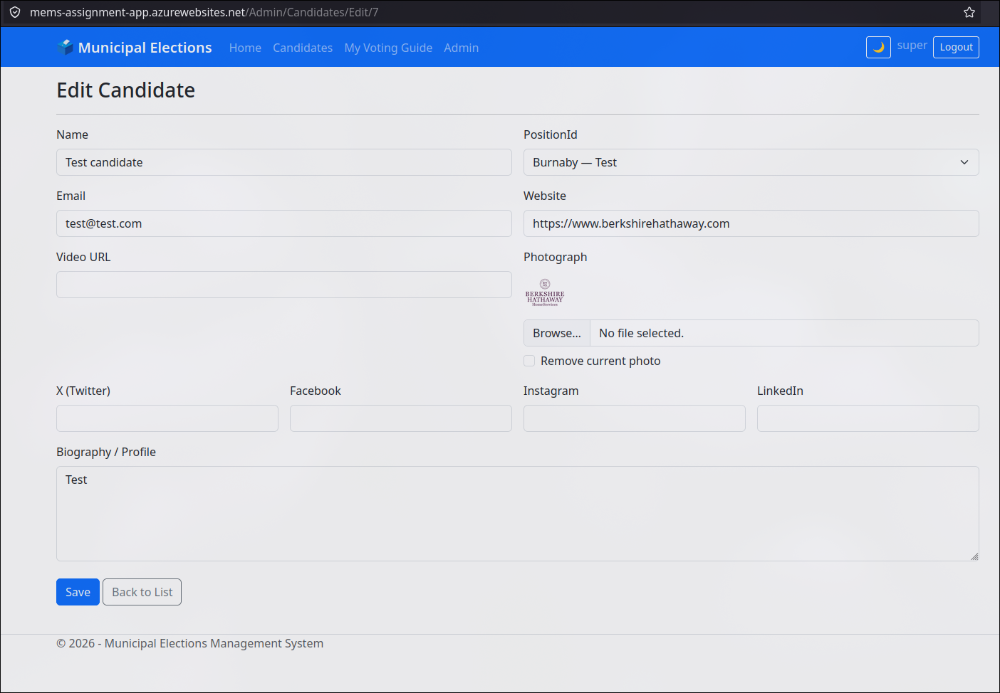 mems-assignment-app.azurewebsites.net/Admin/Candidates/Edit/7
Municipal Elections Home Candidates My Voting Guide Admin super Logout
Edit Candidate
Name PositionId
Test candidate Burnaby — Test
Email Website
test@test.com https://www.berkshirehathaway.com
Video URL Photograph
BERKSHIRE
HATHAWAY
HomeServices
Browse... No file selected.
Remove current photo
X (Twitter) Facebook Instagram LinkedIn
Biography / Profile
Test
Save Back to List
© 2026 - Municipal Elections Management System